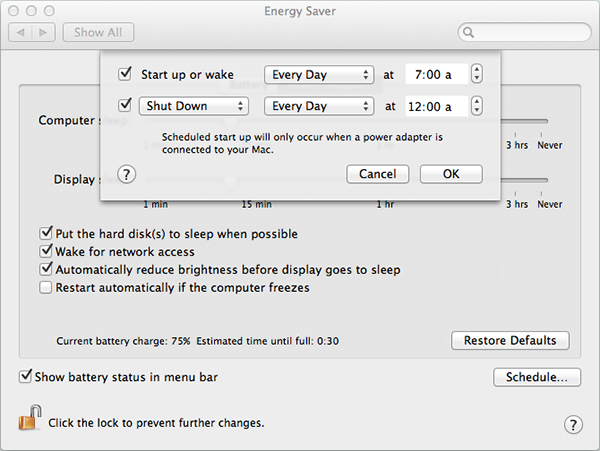 Energy Saver
Show All
Start up or wake Every Day at 7:00 a
Shut Down Every Day at 12:00 a
Scheduled start up will only occur when a power adapter is
connected to your Mac.
? Cancel OK
Computer s
3 hrs Never
Display s
1 min 15 min 1 hr 3 hrs Never
Put the hard disk(s) to sleep when possible
Wake for network access
Automatically reduce brightness before display goes to sleep
Restart automatically if the computer freezes
Current battery charge: 75% Estimated time until full: 0:30 Restore Defaults
Show battery status in menu bar Schedule...
Click the lock to prevent further changes. ?